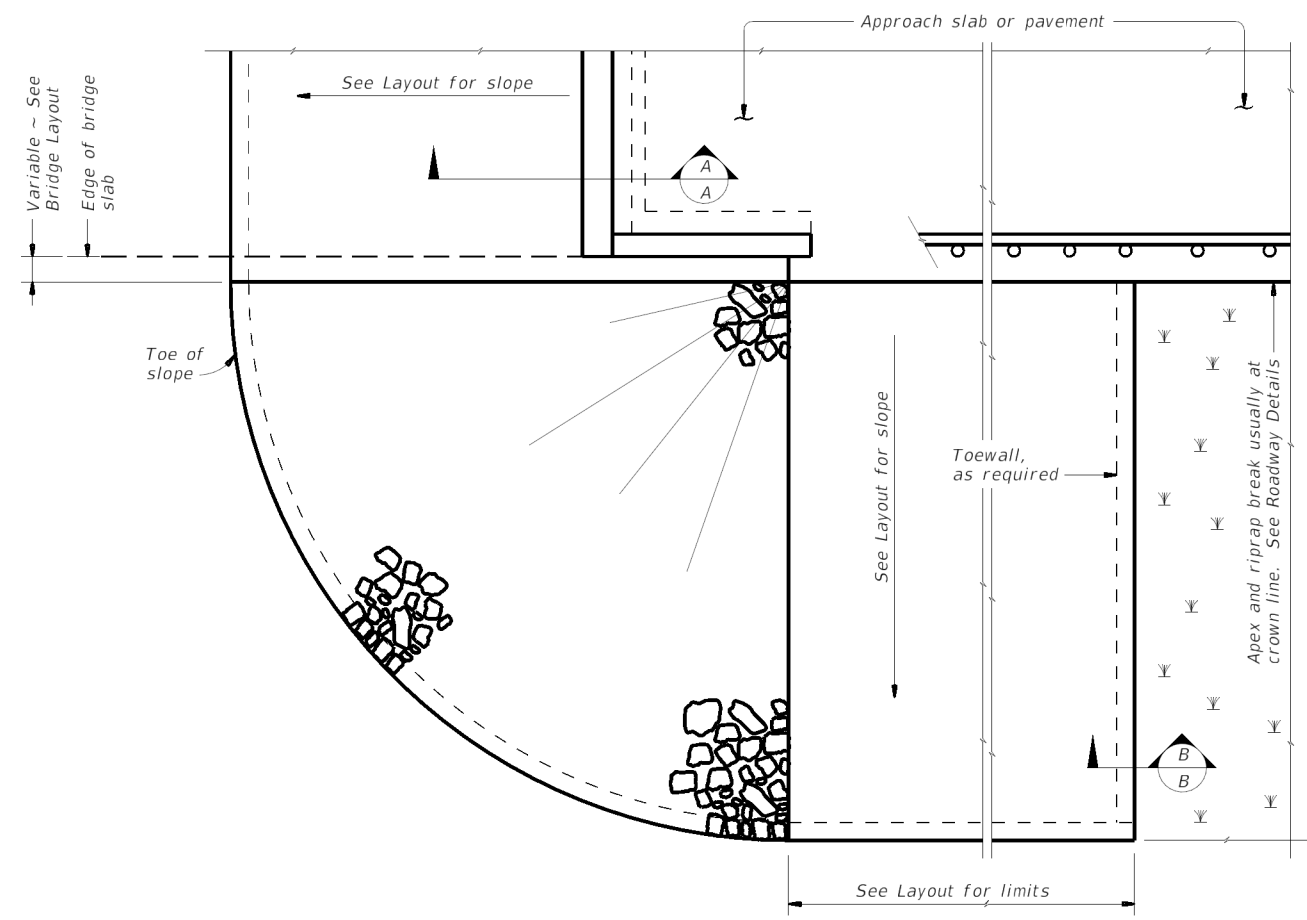 Approach slab or pavement
Variable ~ See
Bridge Layout
Edge of bridge
slab
See Layout for slope
A
A
Toe of
slope
See Layout for slope
Toewall,
as required
Apex and riprap break usually at
crown line. See Roadway Details
B
B
See Layout for limits